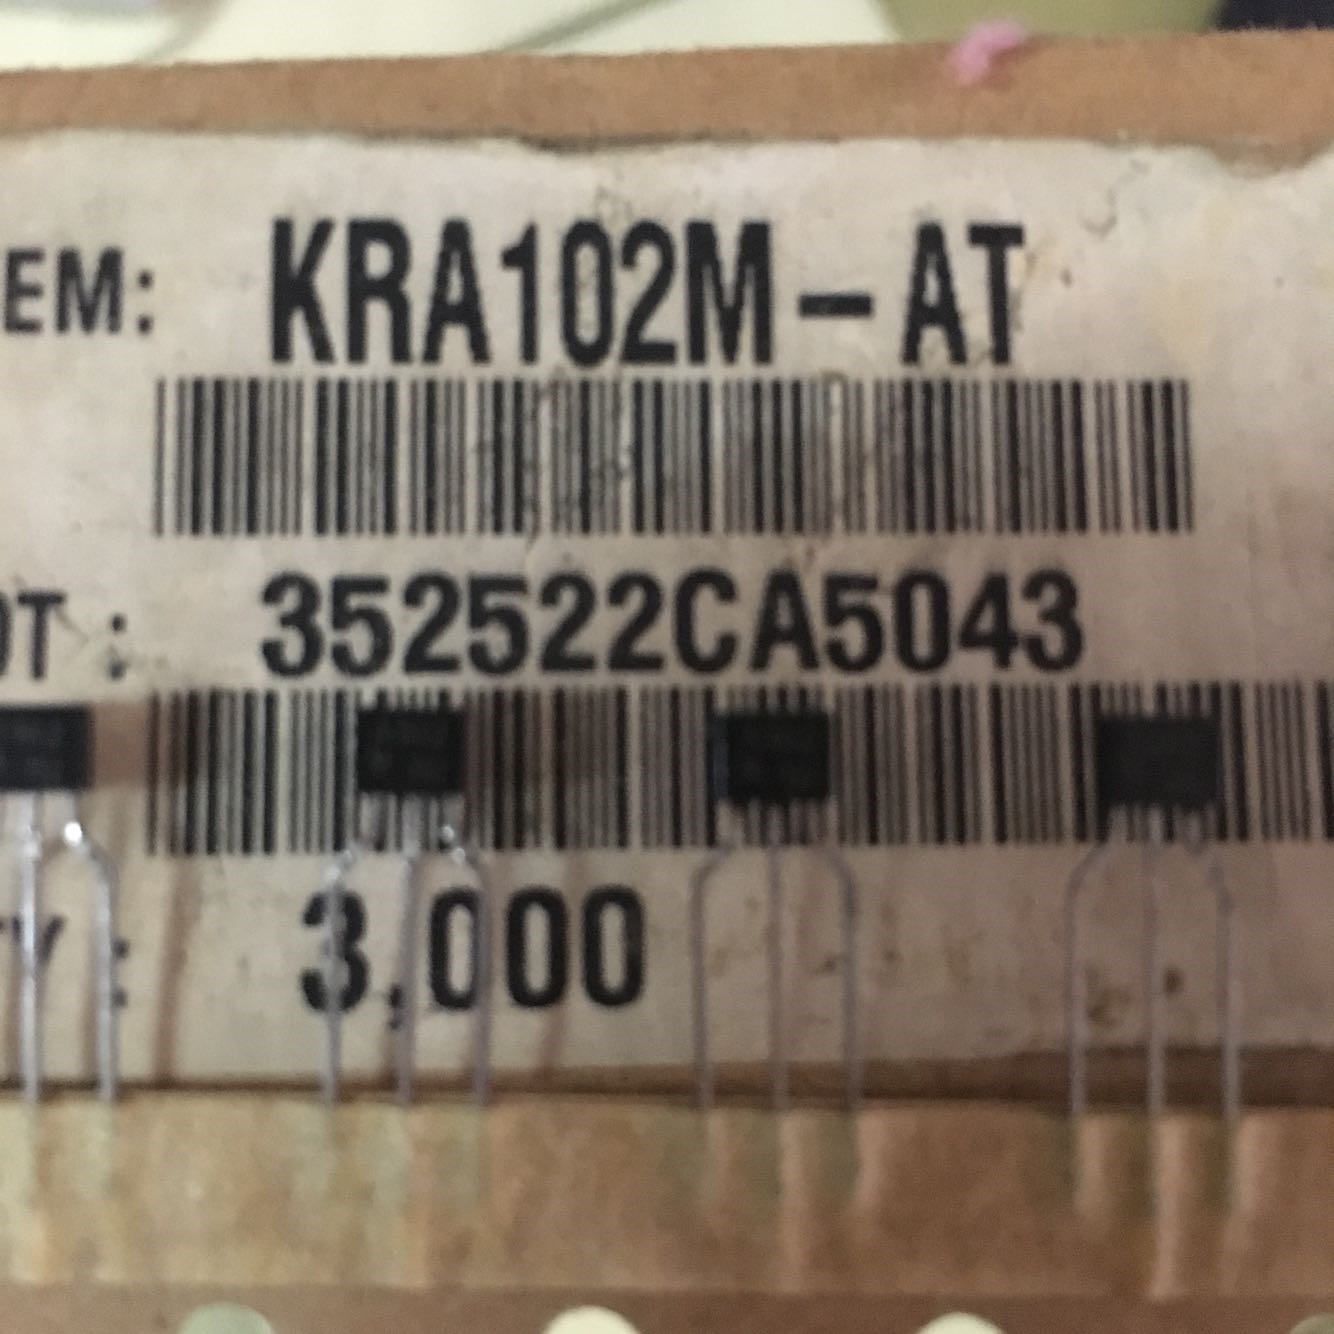 EM: KRA102M-AT
OT : 352522CA5043
Y : 3,000